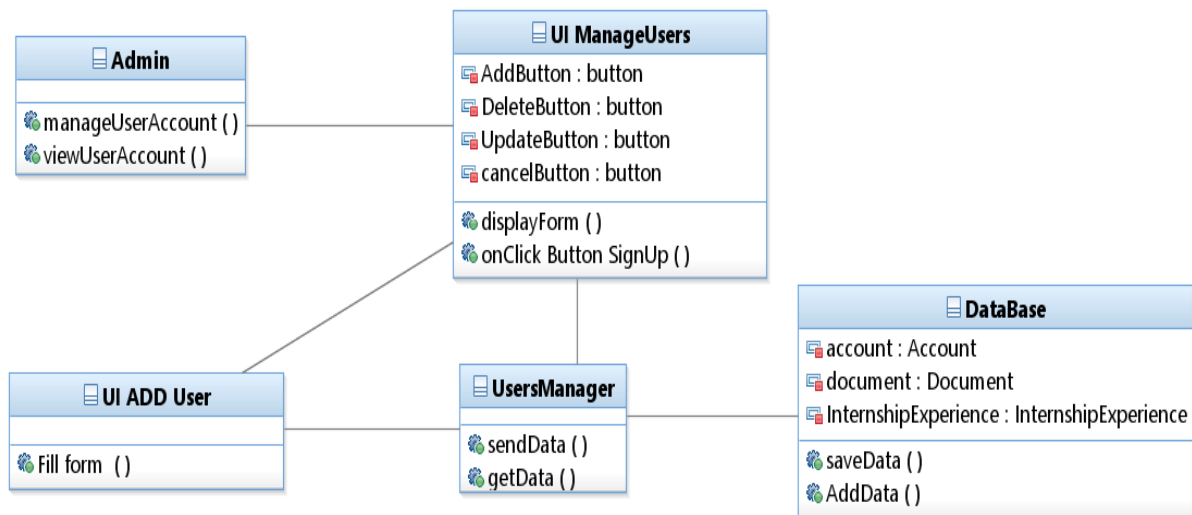 Admin
manageUserAccount ( )
viewUserAccount ( )
UI ManageUsers
AddButton : button
DeleteButton : button
UpdateButton : button
cancelButton : button
displayForm ( )
onClick Button SignUp ( )
UI ADD User
Fill form ( )
UsersManager
sendData ( )
getData ( )
DataBase
account : Account
document : Document
InternshipExperience : InternshipExperience
saveData ( )
AddData ( )